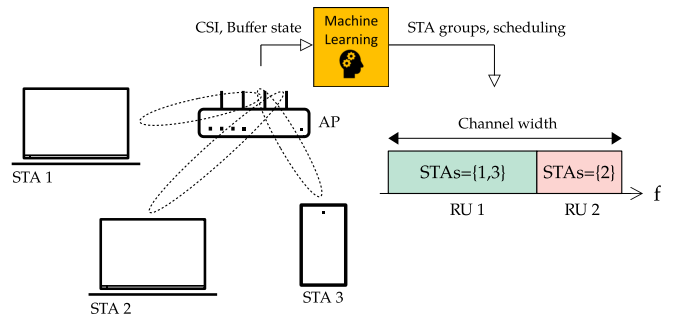 CSI, Buffer state
Machine
Learning
STA groups, scheduling
AP
Channel width
STA 1
STAs={1,3}
STAs={2}
f
RU 1
RU 2
STA 2
STA 3